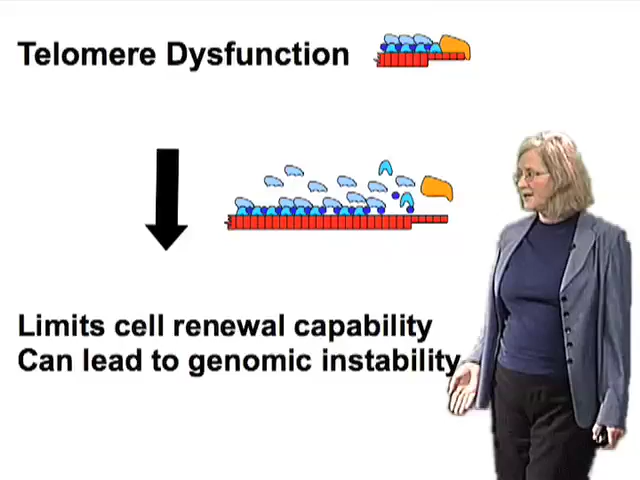 Telomere Dysfunction
Limits cell renewal capability
Can lead to genomic instability